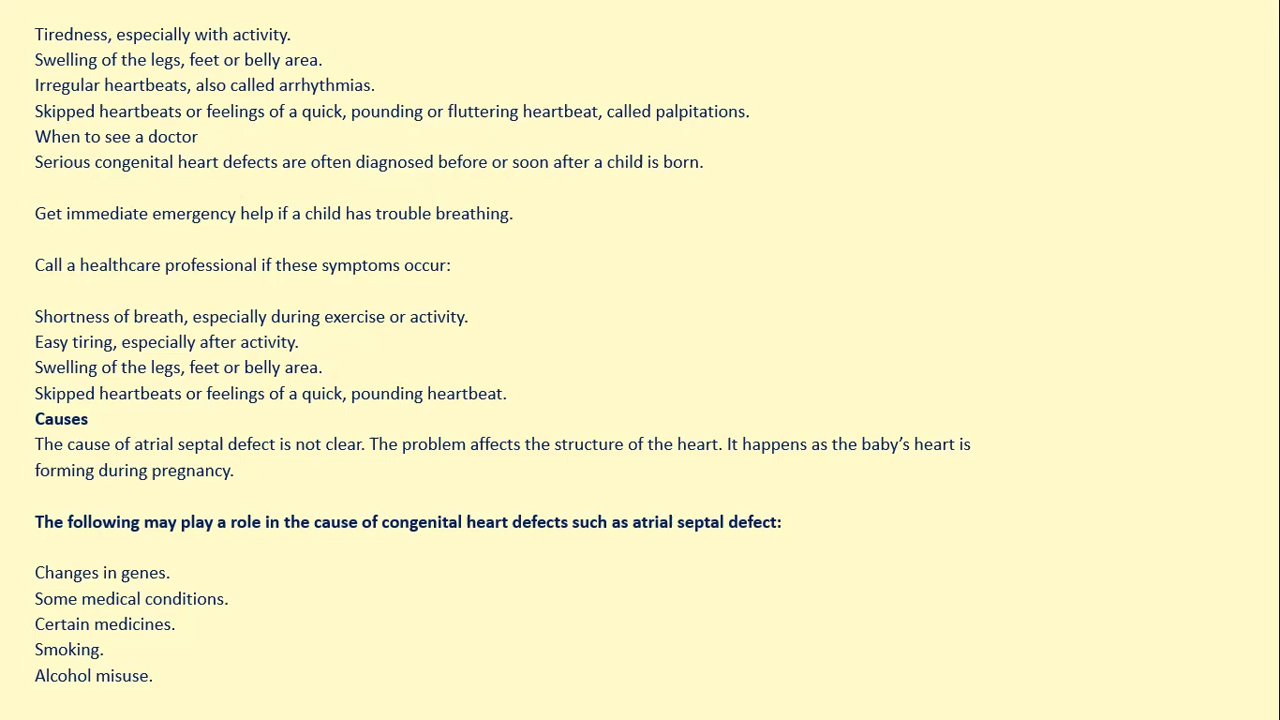 Tiredness, especially with activity.
Swelling of the legs, feet or belly area.
Irregular heartbeats, also called arrhythmias.
Skipped heartbeats or feelings of a quick, pounding or fluttering heartbeat, called palpitations.
When to see a doctor
Serious congenital heart defects are often diagnosed before or soon after a child is born.
Get immediate emergency help if a child has trouble breathing.
Call a healthcare professional if these symptoms occur:
Shortness of breath, especially during exercise or activity.
Easy tiring, especially after activity.
Swelling of the legs, feet or belly area.
Skipped heartbeats or feelings of a quick, pounding heartbeat.
Causes
The cause of atrial septal defect is not clear. The problem affects the structure of the heart. It happens as the baby’s heart is
forming during pregnancy.
The following may play a role in the cause of congenital heart defects such as atrial septal defect:
Changes in genes.
Some medical conditions.
Certain medicines.
Smoking.
Alcohol misuse.